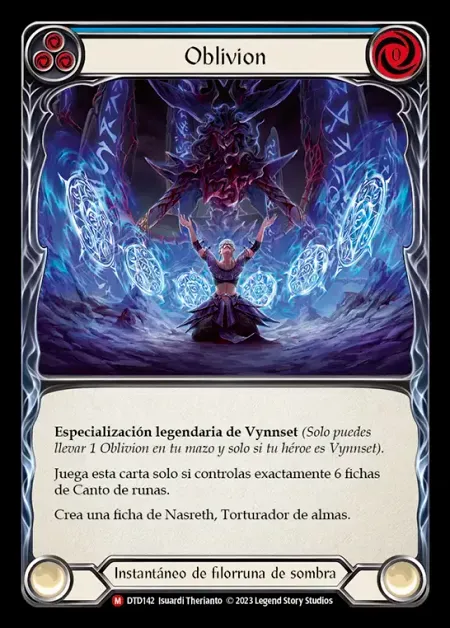 Oblivion
0
Especialización legendaria de Vynnset (Solo puedes
llevar 1 Oblivion en tu mazo y solo si tu héroe es Vynnset).
Juega esta carta solo si controlas exactamente 6 fichas
de Canto de runas.
Crea una ficha de Nasreth, Torturador de almas.
Instantáneo de filorruna de sombra
M DTD142 Isuardi Therianto © 2023 Legend Story Studios